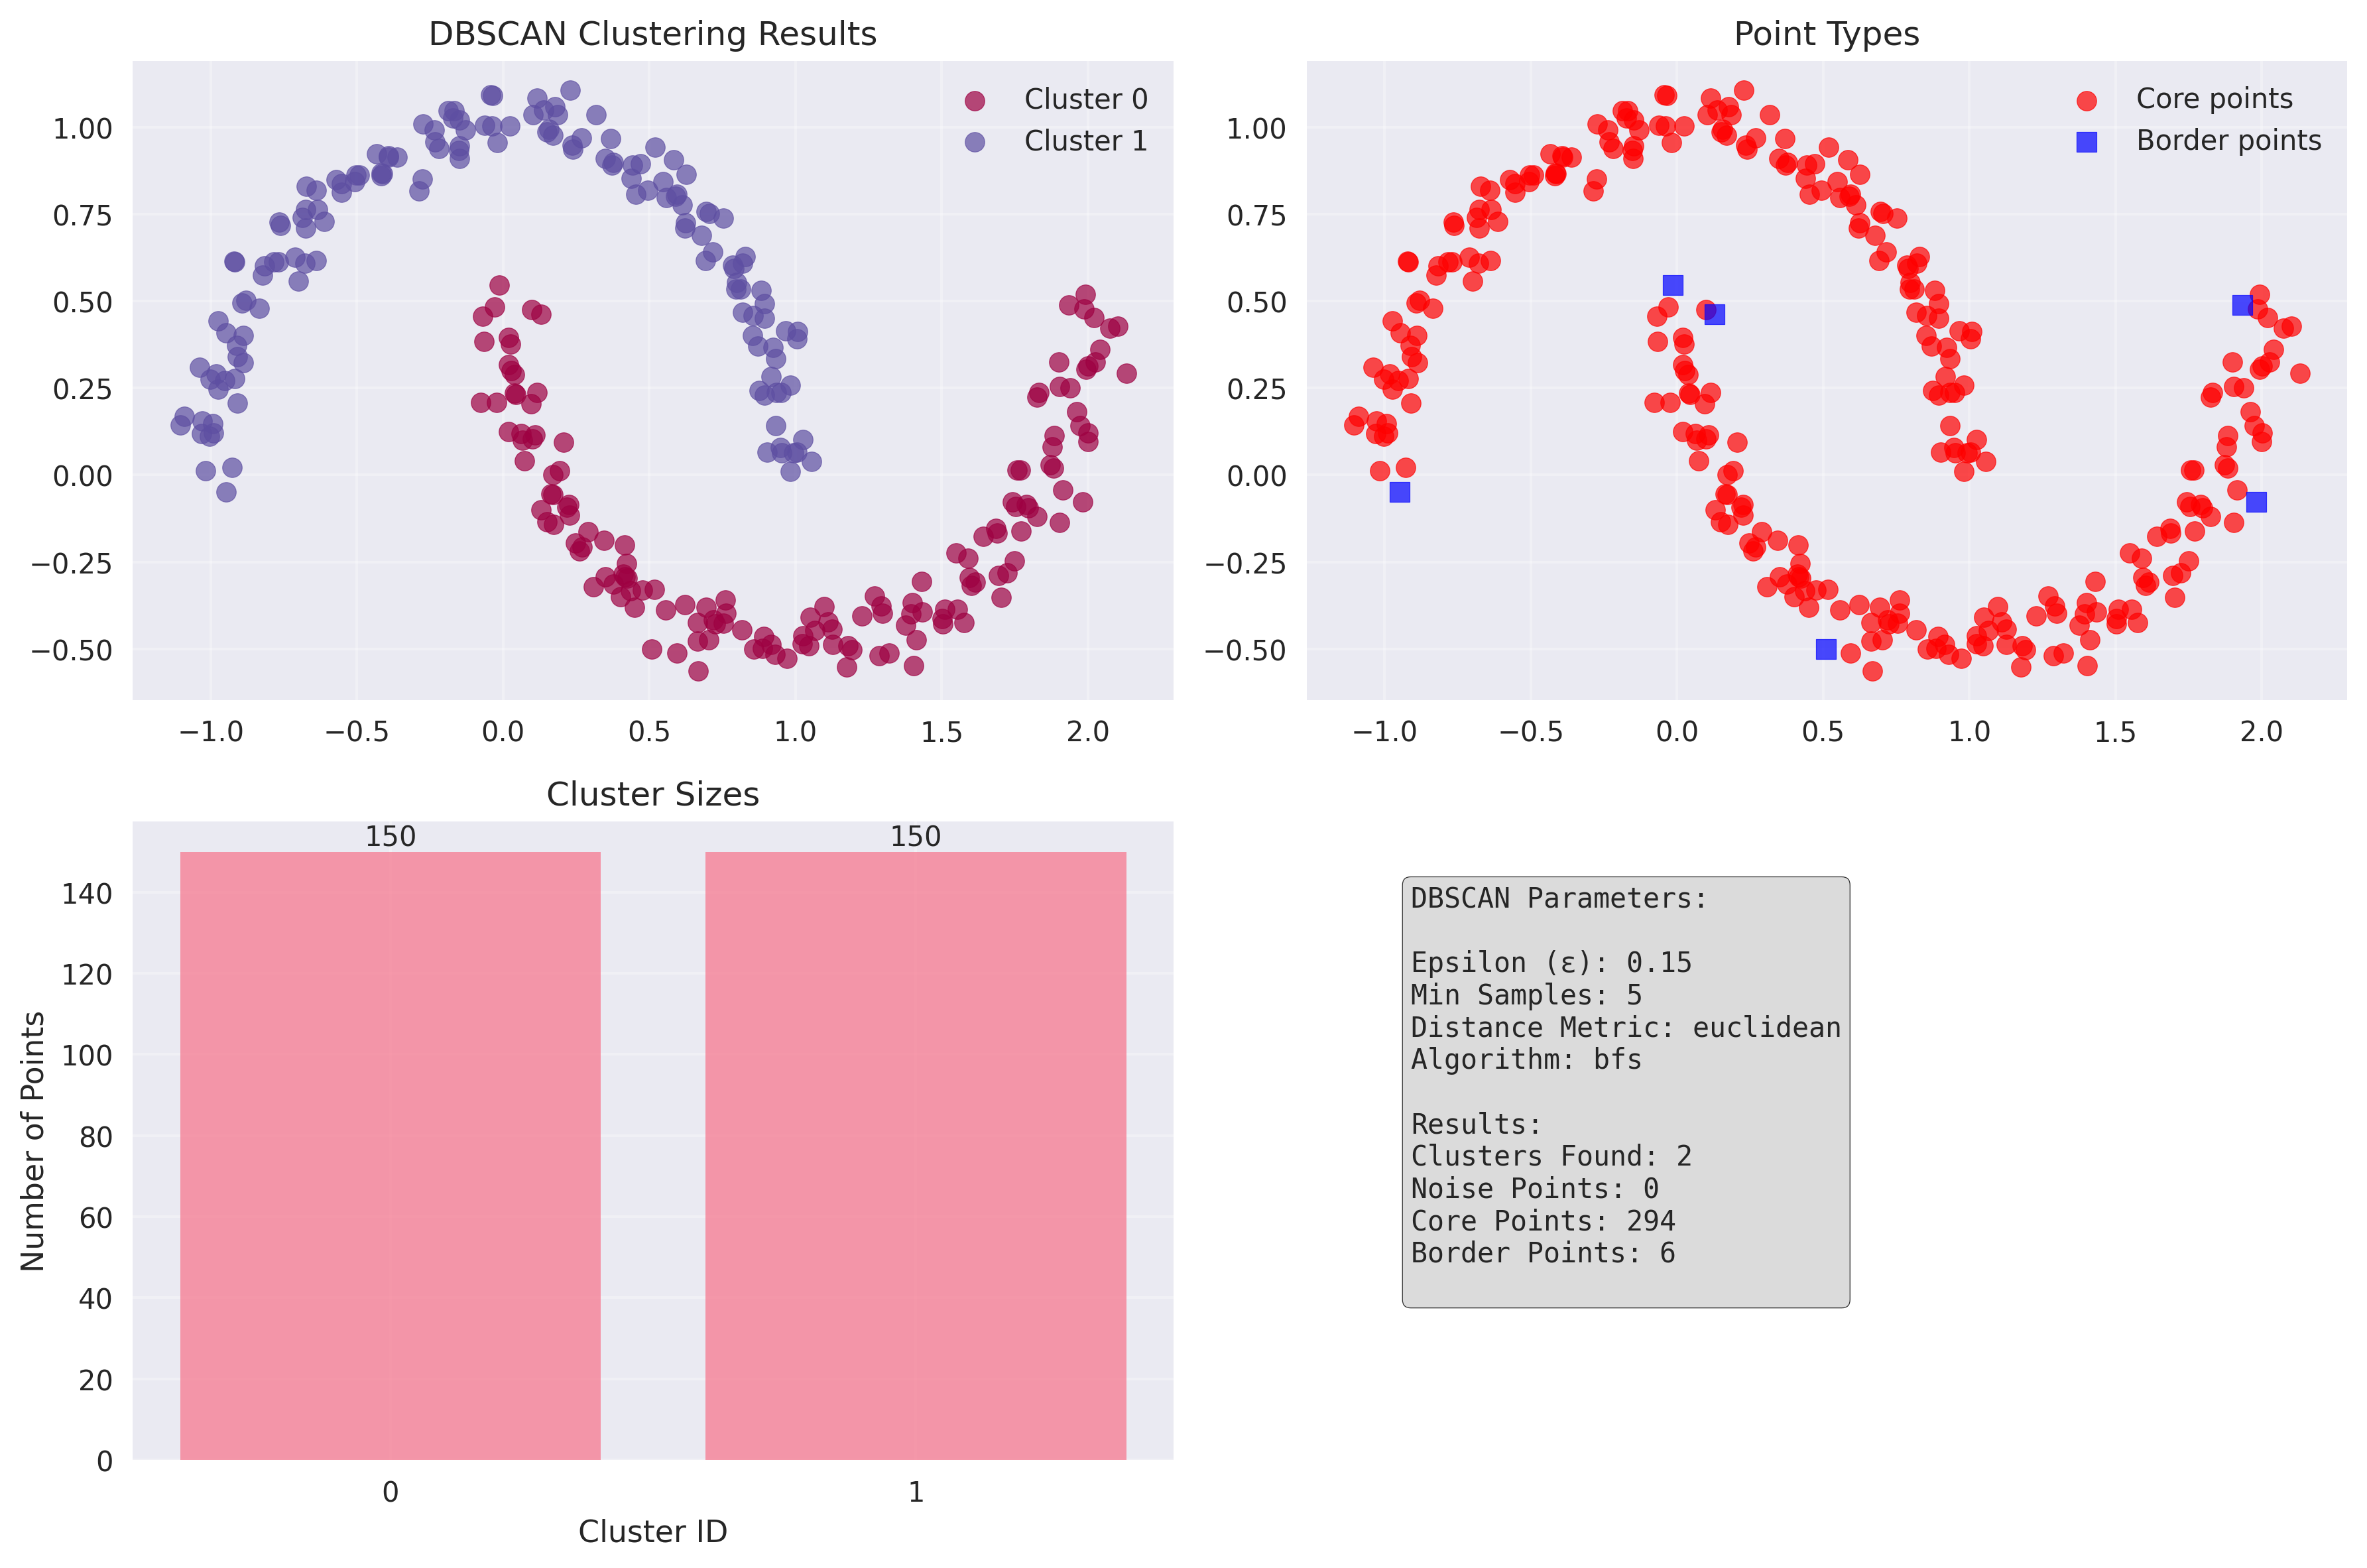 DBSCAN Clustering Results
Cluster 0
Cluster 1
1.00
0.75
0.50
0.25
0.00
−0.25
−0.50
−1.0 −0.5 0.0 0.5 1.0 1.5 2.0
Point Types
Core points
Border points
1.00
0.75
0.50
0.25
0.00
−0.25
−0.50
−1.0 −0.5 0.0 0.5 1.0 1.5 2.0
Cluster Sizes
150 150
Number of Points
140
120
100
80
60
40
20
0
0 1
Cluster ID
DBSCAN Parameters:
Epsilon (ε): 0.15
Min Samples: 5
Distance Metric: euclidean
Algorithm: bfs
Results:
Clusters Found: 2
Noise Points: 0
Core Points: 294
Border Points: 6